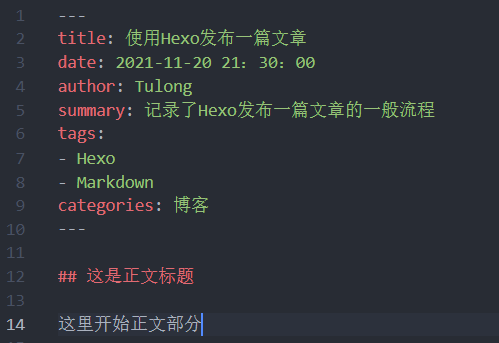 1 ---
2 title: 使用Hexo发布一篇文章
3 date: 2021-11-20 21：30：00
4 author: Tulong
5 summary: 记录了Hexo发布一篇文章的一般流程
6 tags:
7 - Hexo
8 - Markdown
9 categories: 博客
10 ---
11
12 ## 这是正文标题
13
14 这里开始正文部分